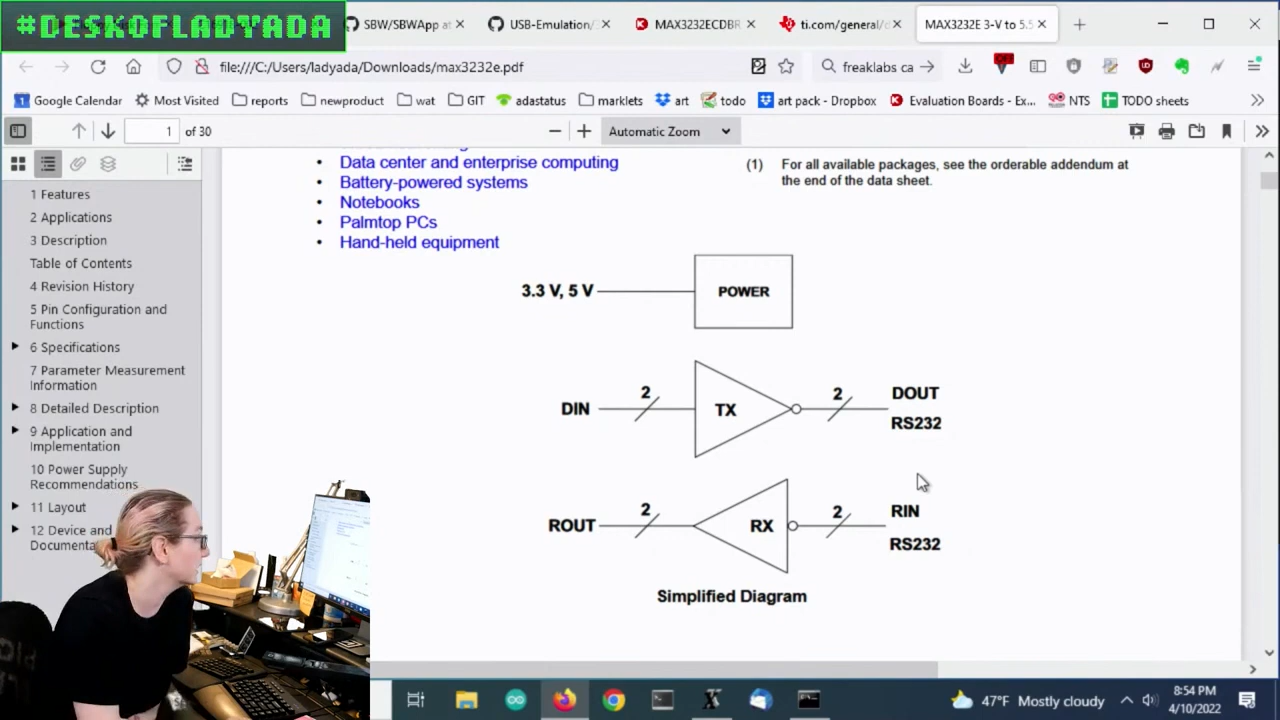 #DESKOFLADYADA
SBW/SBWApp at
USB-Emulation/
MAX3232ECDBR
ti.com/general/
MAX3232E 3-V to 5.5
file:///C:/Users/ladyada/Downloads/max3232e.pdf
freaklabs ca
OFF
Google Calendar
Most Visited
reports
newproduct
wat
GIT
adastatus
marklets
art
todo
art pack - Dropbox
Evaluation Boards - Ex...
NTS
TODO sheets
1 of 30
Automatic Zoom
1 Features
2 Applications
3 Description
Table of Contents
4 Revision History
5 Pin Configuration and
Functions
6 Specifications
7 Parameter Measurement
Information
8 Detailed Description
9 Application and
Implementation
10 Power Supply
Recommendations
11 Layout
12 Device and
Documenta
• Data center and enterprise computing
• Battery-powered systems
• Notebooks
• Palmtop PCs
• Hand-held equipment
(1) For all available packages, see the orderable addendum at
the end of the data sheet.
3.3 V, 5 V
POWER
DIN
2
TX
2
DOUT
RS232
ROUT
2
RX
2
RIN
RS232
Simplified Diagram
47°F Mostly cloudy
8:54 PM
4/10/2022